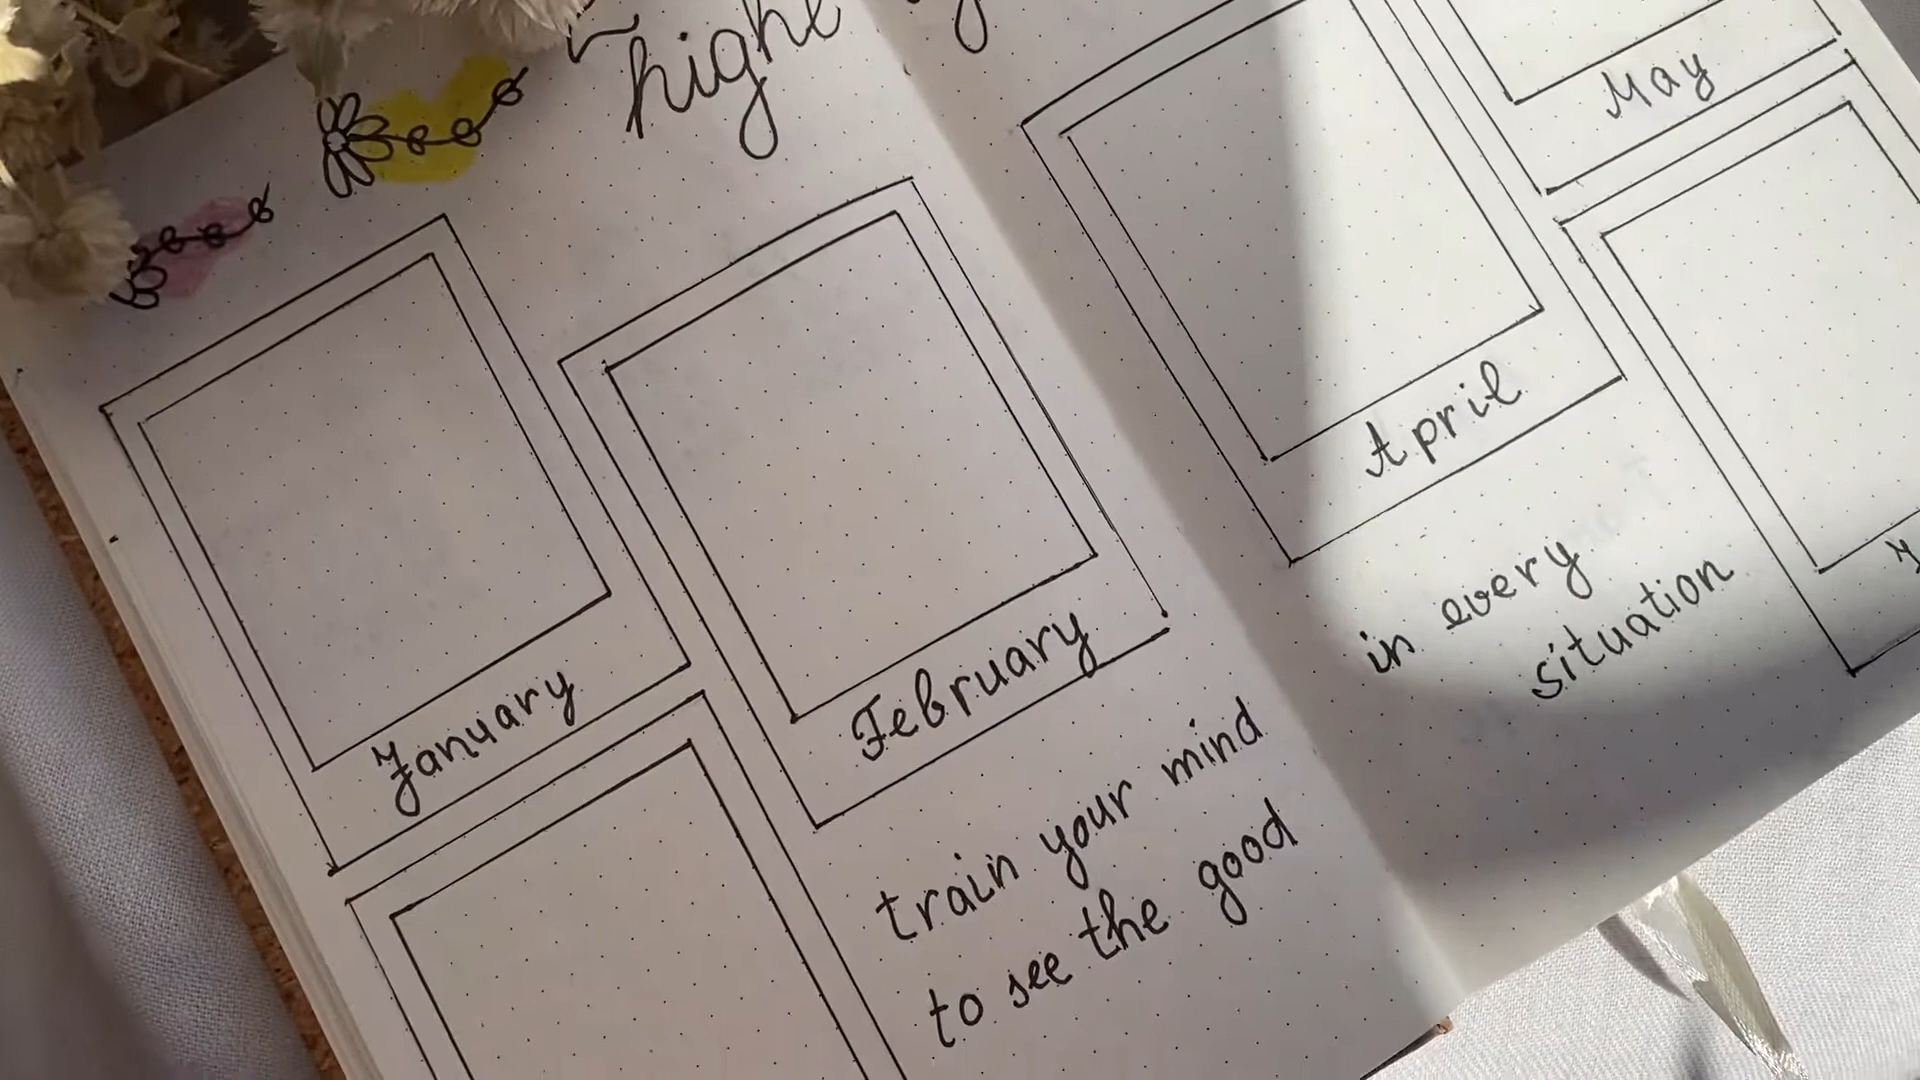 high
January
February
train your mind
to see the good
May
April
in every
situation